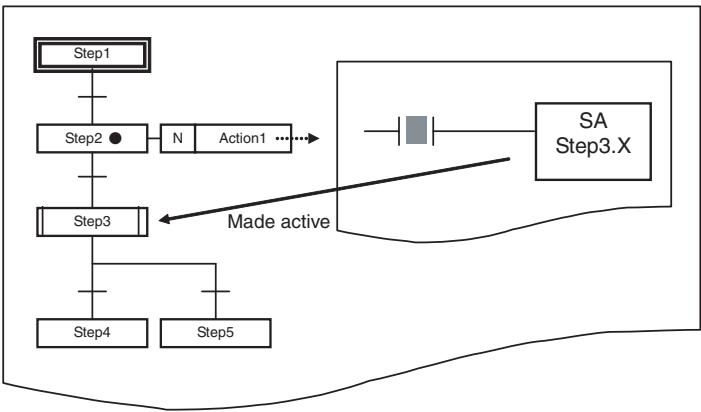 Step1
Step2
N
Action1
SA
Step3.X
Step3
Made active
Step4
Step5